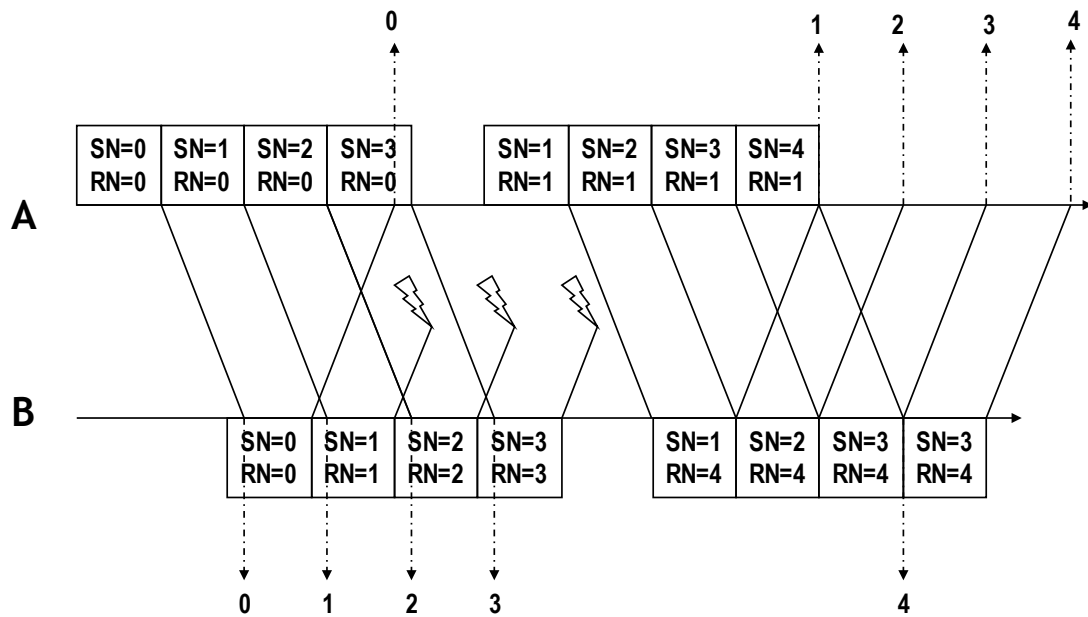 0
1 2 3 4
SN=0 SN=1 SN=2 SN=3 SN=1 SN=2 SN=3 SN=4
RN=0 RN=0 RN=0 RN=0 RN=1 RN=1 RN=1 RN=1
A
B
SN=0 SN=1 SN=2 SN=3 SN=1 SN=2 SN=3 SN=3
RN=0 RN=1 RN=2 RN=3 RN=4 RN=4 RN=4 RN=4
0 1 2 3 4